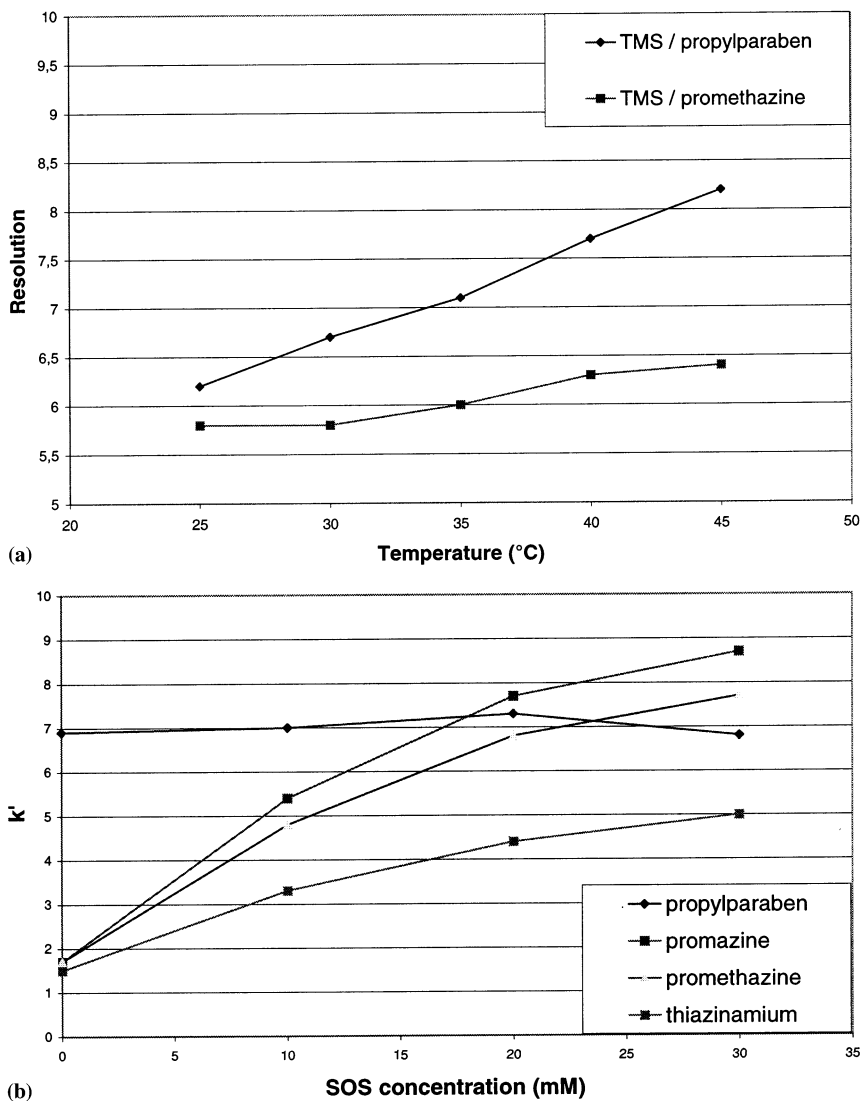 10
9,5
9
8,5
8
7,5
7
6,5
6
5,5
5
Resolution
TMS / propylparaben
TMS / promethazine
20 25 30 35 40 45 50
(a) Temperature (°C)
10
9
8
7
6
5
4
3
2
1
0
k'
propylparaben
promazine
promethazine
thiazinamium
0 5 10 15 20 25 30 35
(b) SOS concentration (mM)